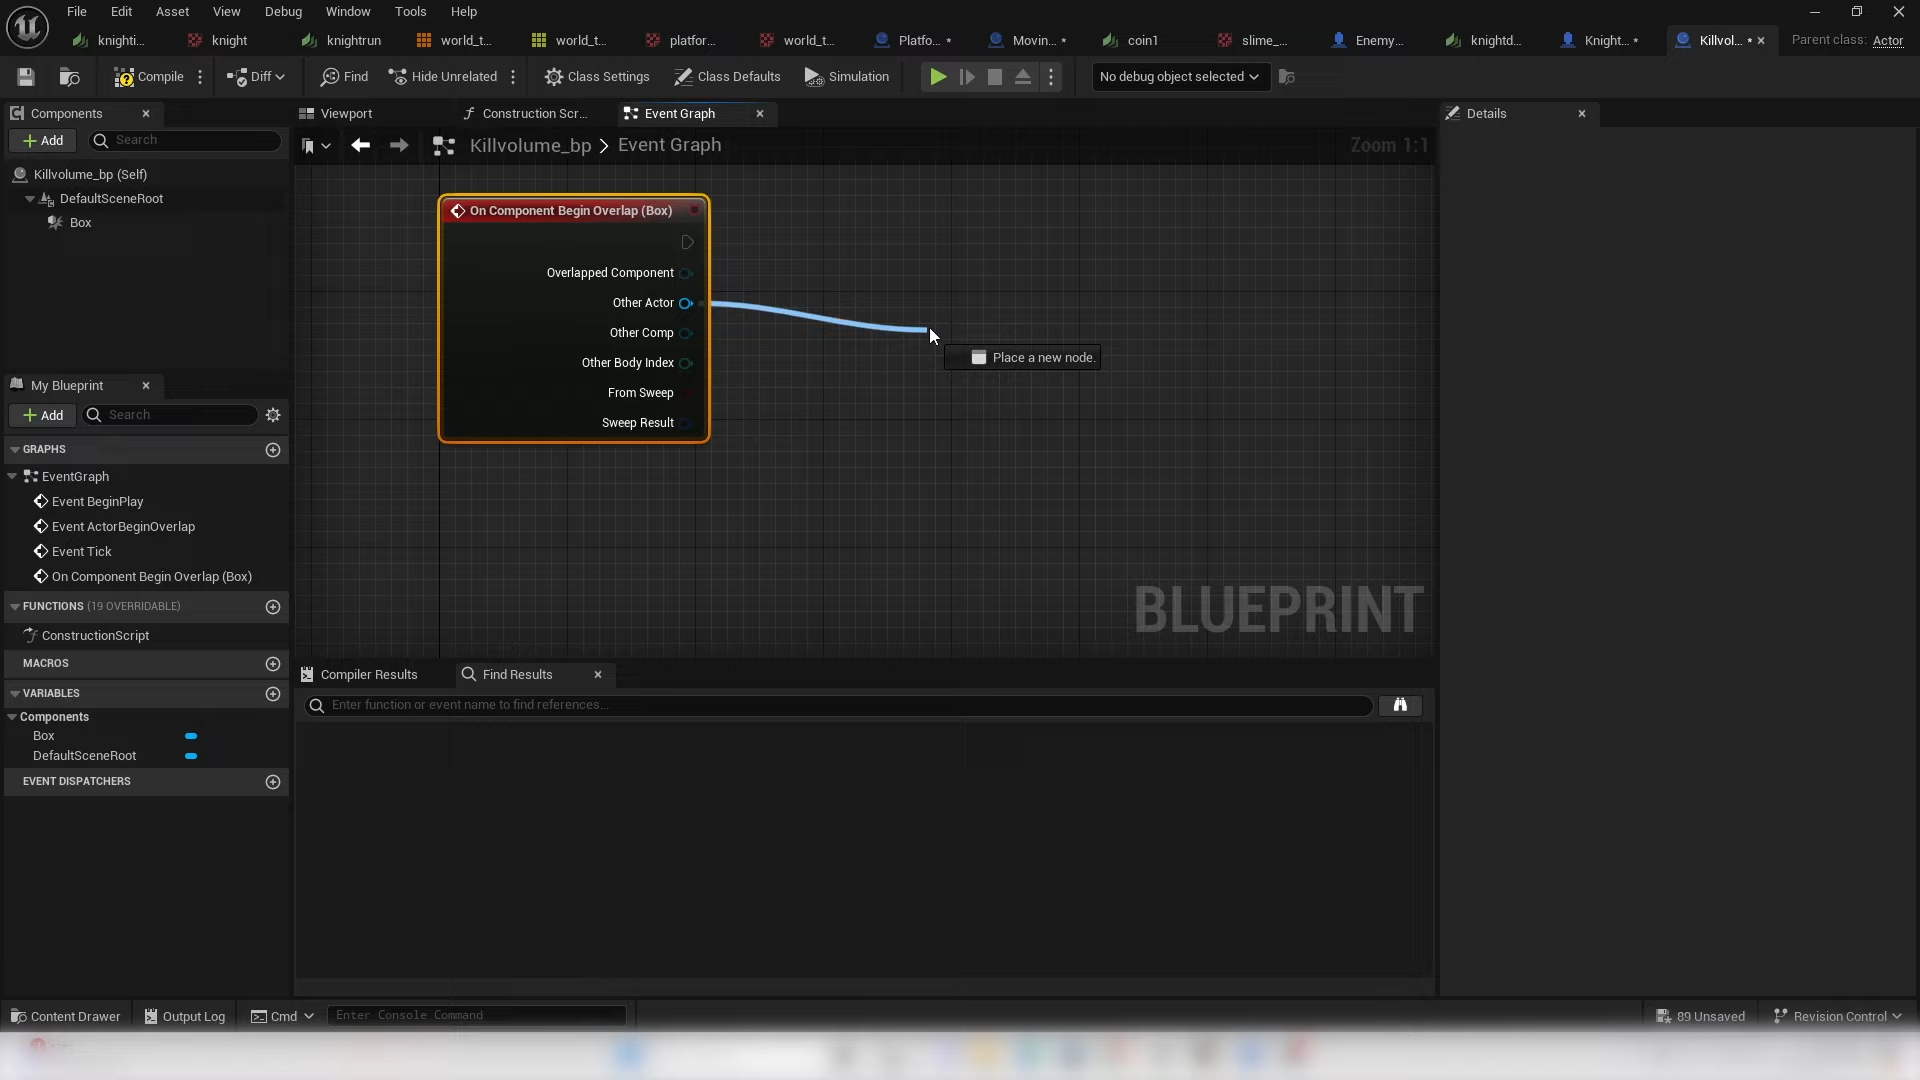 File Edit Asset View Debug Window Tools Help
knighti... knight knightrun world_t... world_t... platfor... world_t... Platfo... * Movin... * coin1 slime_... Enemy... knightd... Knight... * Killvol... * Parent class: Actor
Compile Diff Find Hide Unrelated Class Settings Class Defaults Simulation No debug object selected
Components
Add Search
Killvolume_bp (Self)
DefaultSceneRoot
Box
Viewport Construction Scr... Event Graph
Killvolume_bp > Event Graph Zoom 1:1
On Component Begin Overlap (Box)
Overlapped Component
Other Actor
Other Comp
Other Body Index
From Sweep
Sweep Result
Place a new node.
BLUEPRINT
Details
My Blueprint
Add Search
GRAPHS
EventGraph
Event BeginPlay
Event ActorBeginOverlap
Event Tick
On Component Begin Overlap (Box)
FUNCTIONS (19 OVERRIDABLE)
ConstructionScript
MACROS
VARIABLES
Components
Box
DefaultSceneRoot
EVENT DISPATCHERS
Compiler Results Find Results
Enter function or event name to find references...
Content Drawer Output Log Cmd Enter Console Command 89 Unsaved Revision Control